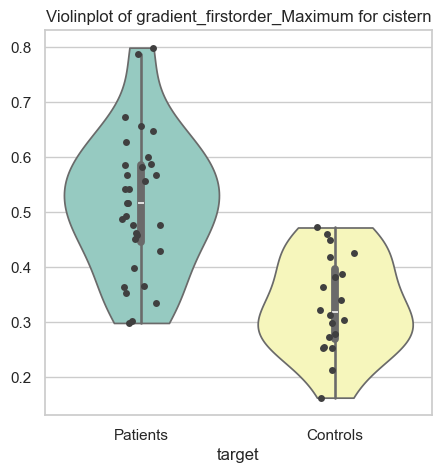 Violinplot of gradient_firstorder_Maximum for cistern
0.8
0.7
0.6
0.5
0.4
0.3
0.2
Patients Controls
target